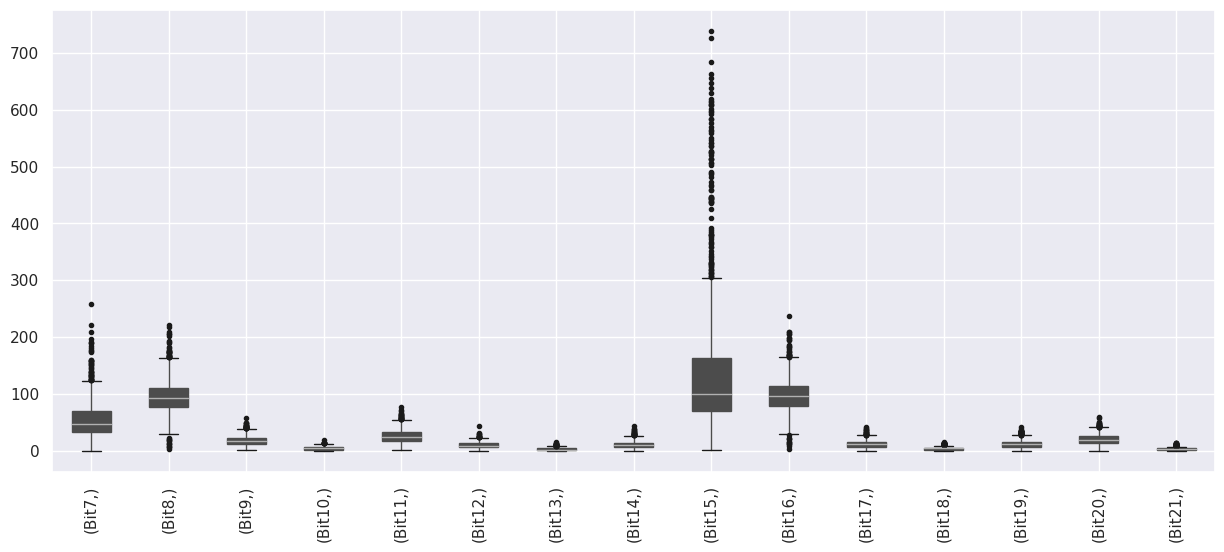 700
600
500
400
300
200
100
0
(Bit7,)
(Bit8,)
(Bit9,)
(Bit10,)
(Bit11,)
(Bit12,)
(Bit13,)
(Bit14,)
(Bit15,)
(Bit16,)
(Bit17,)
(Bit18,)
(Bit19,)
(Bit20,)
(Bit21,)